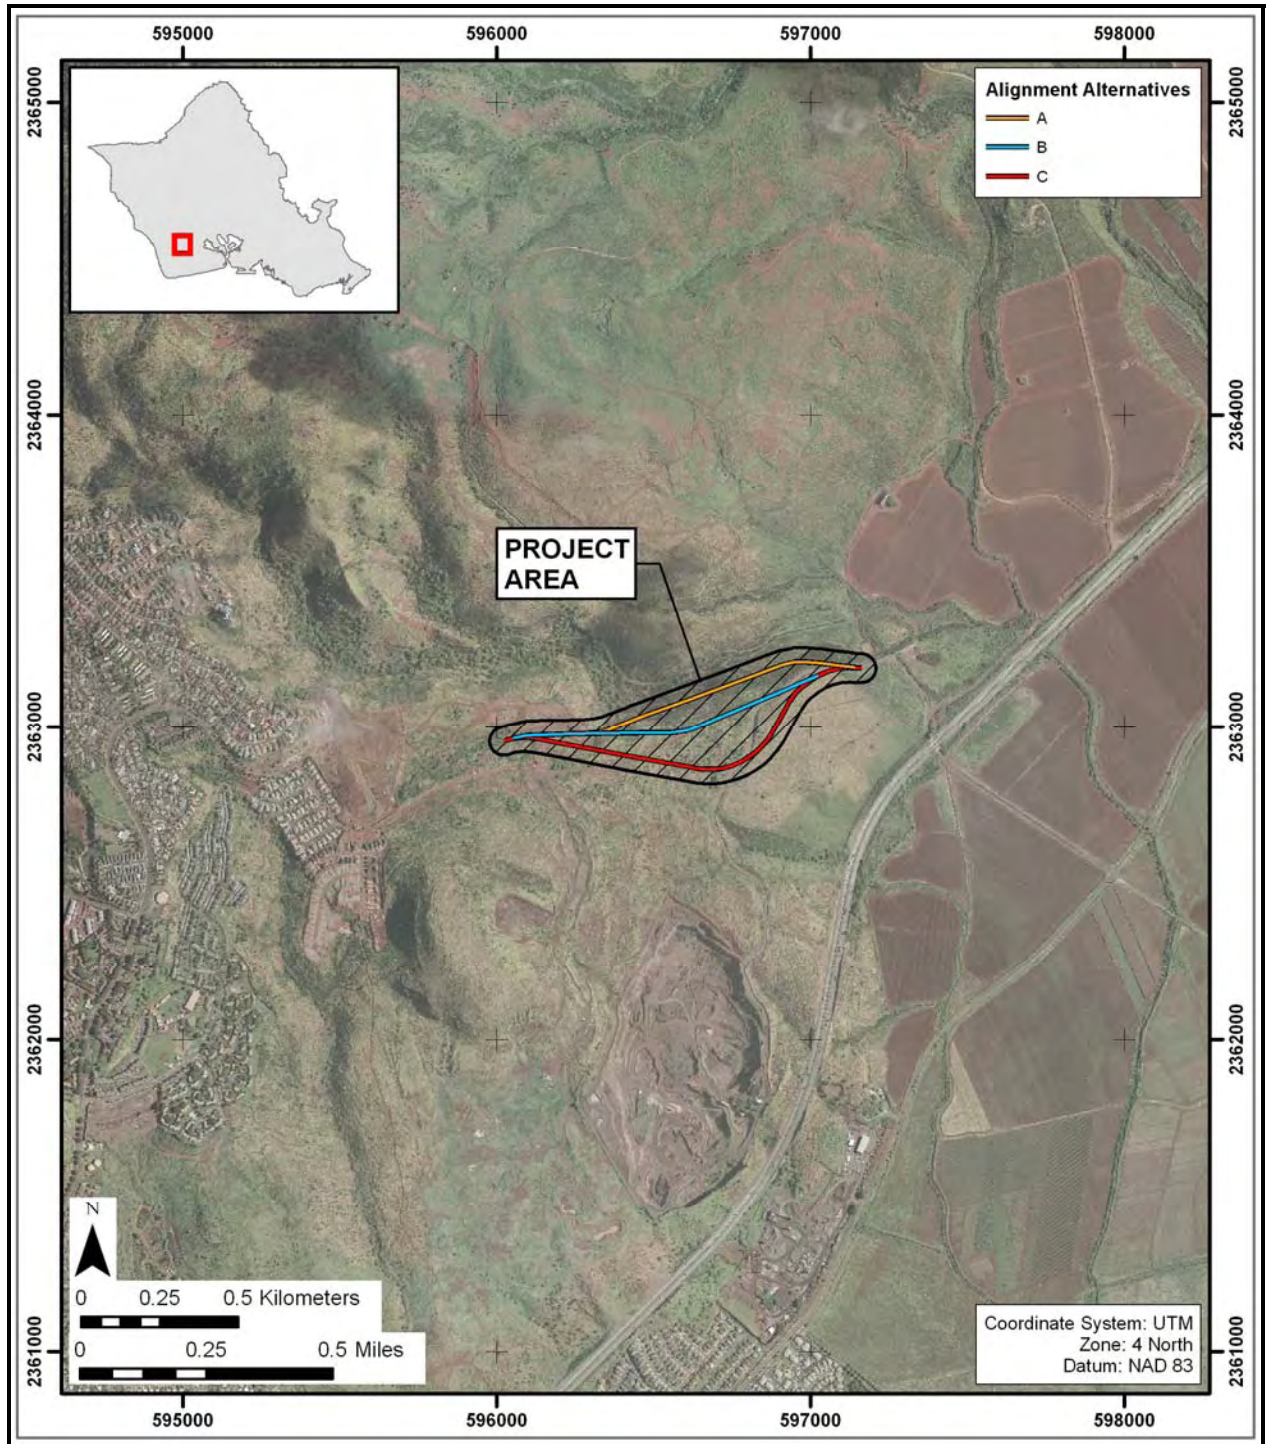 595000 596000 597000 598000
2365000
2365000
Alignment Alternatives
A
B
C
2364000
2364000
PROJECT
AREA
2363000
2363000
2362000
2362000
N
0 0.25 0.5 Kilometers
0 0.25 0.5 Miles
Coordinate System: UTM
Zone: 4 North
Datum: NAD 83
2361000
2361000
595000 596000 597000 598000